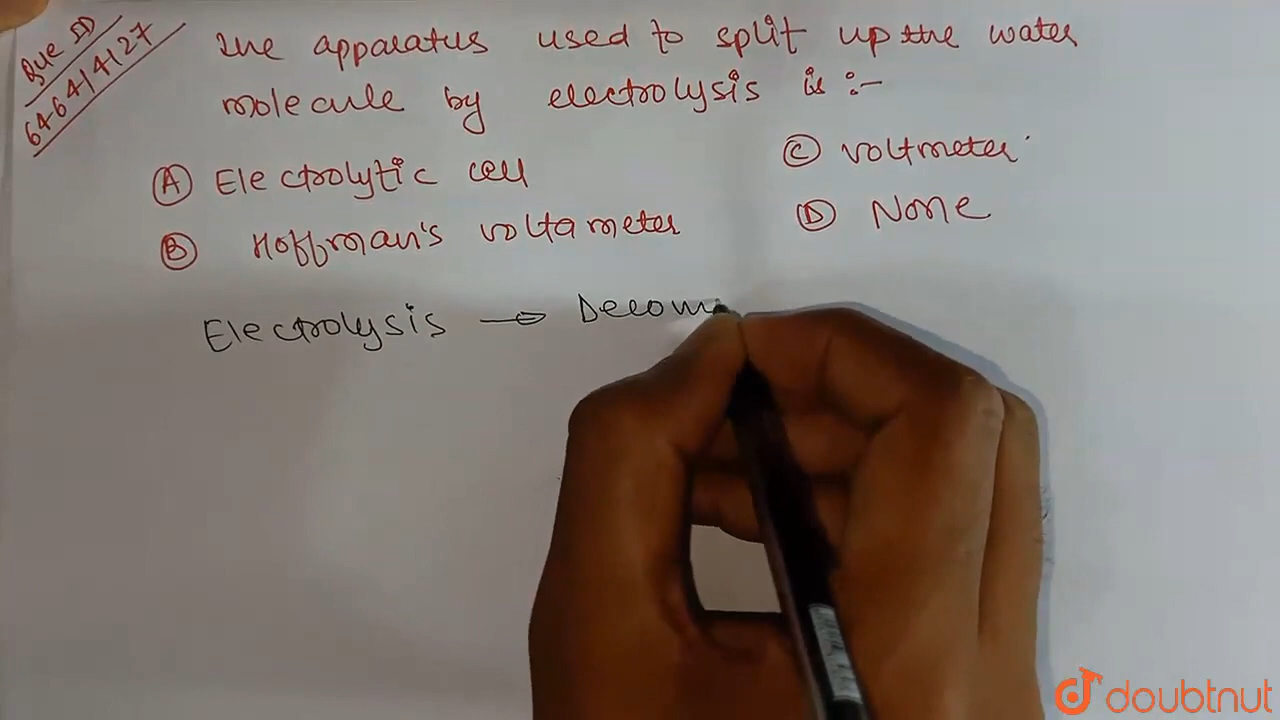 Que ID
646414127
The apparatus used to split up the water
molecule by electrolysis is :-
(A) Electrolytic cell
(C) voltmeter
(B) Hoffman's voltameter
(D) None
Electrolysis → Decom
doubtnut